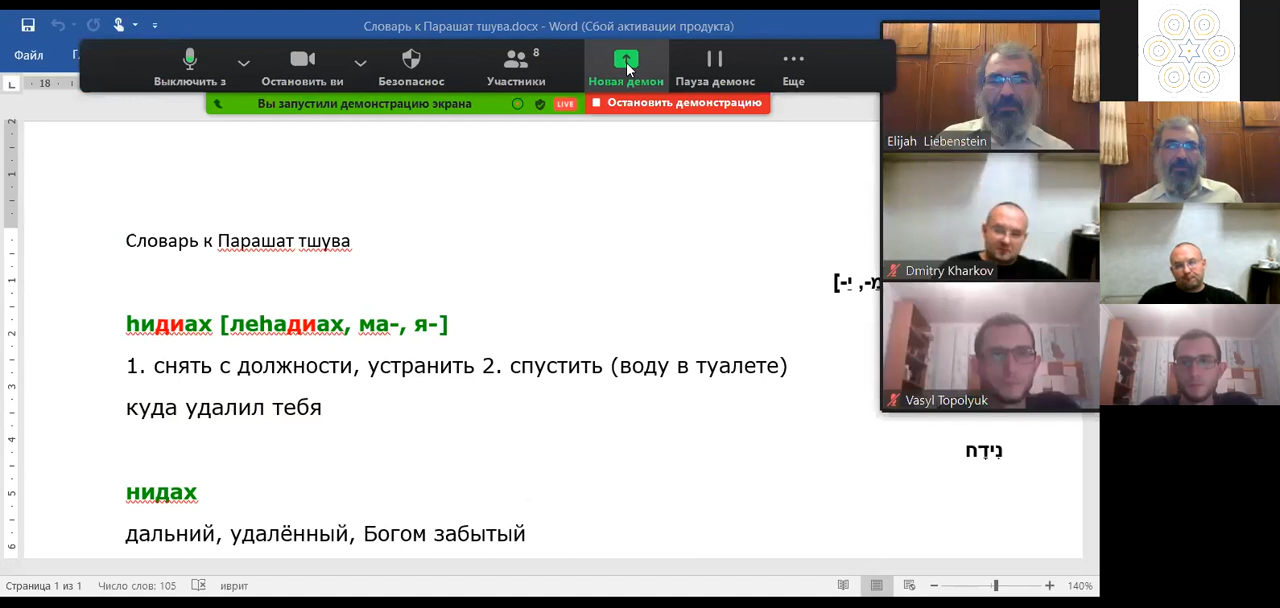 Словарь к Парашат тшува.docx - Word (Сбой активации продукта)
Файл
Выключить з
Остановить ви
Безопаснос
Участники
8
Новая демон
Пауза демонс
Еще
Вы запустили демонстрацию экрана
LIVE
Остановить демонстрацию
Elijah Liebenstein
Dmitry Kharkov
Vasyl Topolyuk
Словарь к Парашат тшува
hидиах [леhадиах, ма-, я-]
1. снять с должности, устранить 2. спустить (воду в туалете)
куда удалил тебя
נִידָח
нидах
дальний, удалённый, Богом забытый
Страница 1 из 1
Число слов: 105
иврит
140%